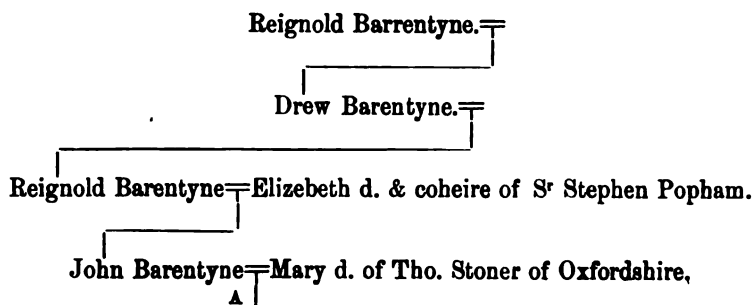 Reignold Barrentyne.
Drew Barentyne.
Reignold Barentyne=Elizebeth d. & coheire of Sr Stephen Popham.
John Barentyne=Mary d. of Tho. Stoner of Oxfordshire,
A